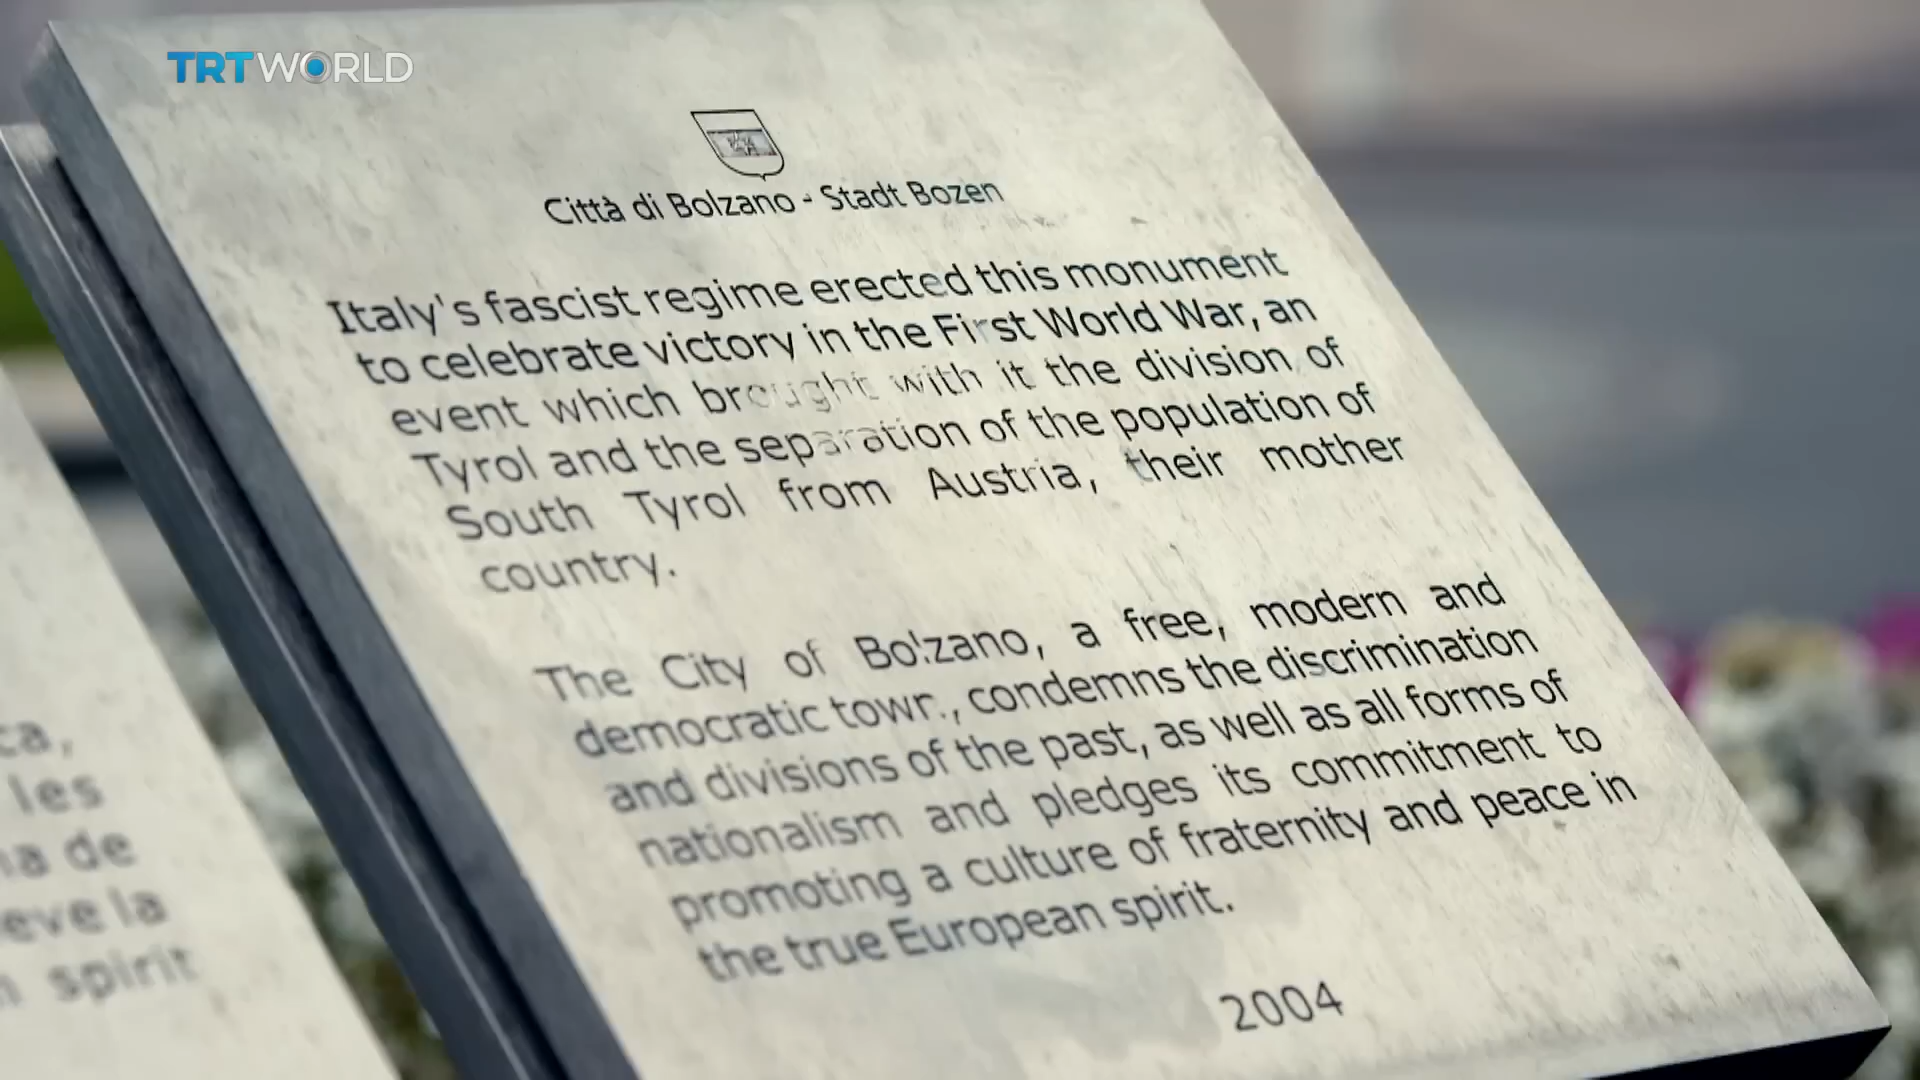 TRT WORLD
Città di Bolzano - Stadt Bozen
Italy's fascist regime erected this monument
to celebrate victory in the First World War, an
event which brought with it the division of
Tyrol and the separation of the population of
South Tyrol from Austria, their mother
country.
The City of Bolzano, a free, modern and
democratic town, condemns the discrimination
and divisions of the past, as well as all forms of
nationalism and pledges its commitment to
promoting a culture of fraternity and peace in
the true European spirit.
2004
ca,
les
na de
eve la
spirit